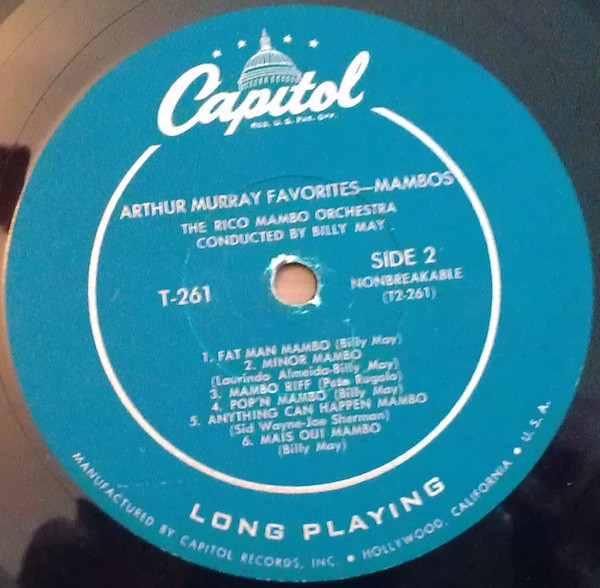 Capitol
REG. U.S. PAT. OFF.
ARTHUR MURRAY FAVORITES—MAMBOS
THE RICO MAMBO ORCHESTRA
CONDUCTED BY BILLY MAY
SIDE 2
T-261
NONBREAKABLE
(T2-261)
1. FAT MAN MAMBO (Billy May)
2. MINOR MAMBO
(Laurindo Almeida-Billy May)
3. MAMBO RIFF (Pete Rugolo)
4. POP'N MAMBO (Billy May)
5. ANYTHING CAN HAPPEN MAMBO
(Sid Wayne-Joe Sherman)
6. MAIS OUI MAMBO
(Billy May)
LONG PLAYING
MANUFACTURED BY CAPITOL RECORDS, INC. • HOLLYWOOD, CALIFORNIA • U.S.A.